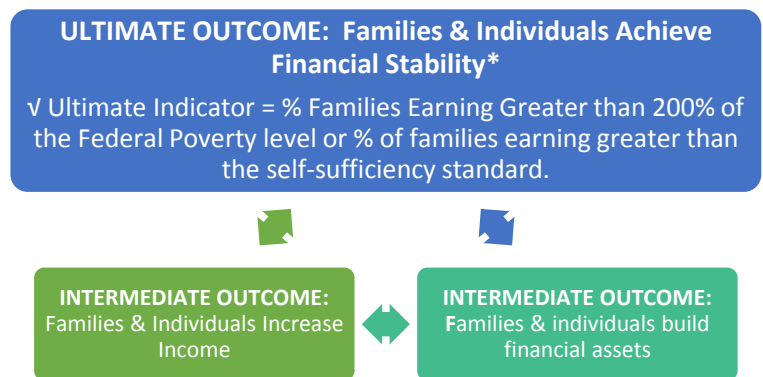 ULTIMATE OUTCOME: Families & Individuals Achieve
Financial Stability*
√ Ultimate Indicator = % Families Earning Greater than 200% of
the Federal Poverty level or % of families earning greater than
the self-sufficiency standard.
INTERMEDIATE OUTCOME:
Families & Individuals Increase
Income
INTERMEDIATE OUTCOME:
Families & individuals build
financial assets